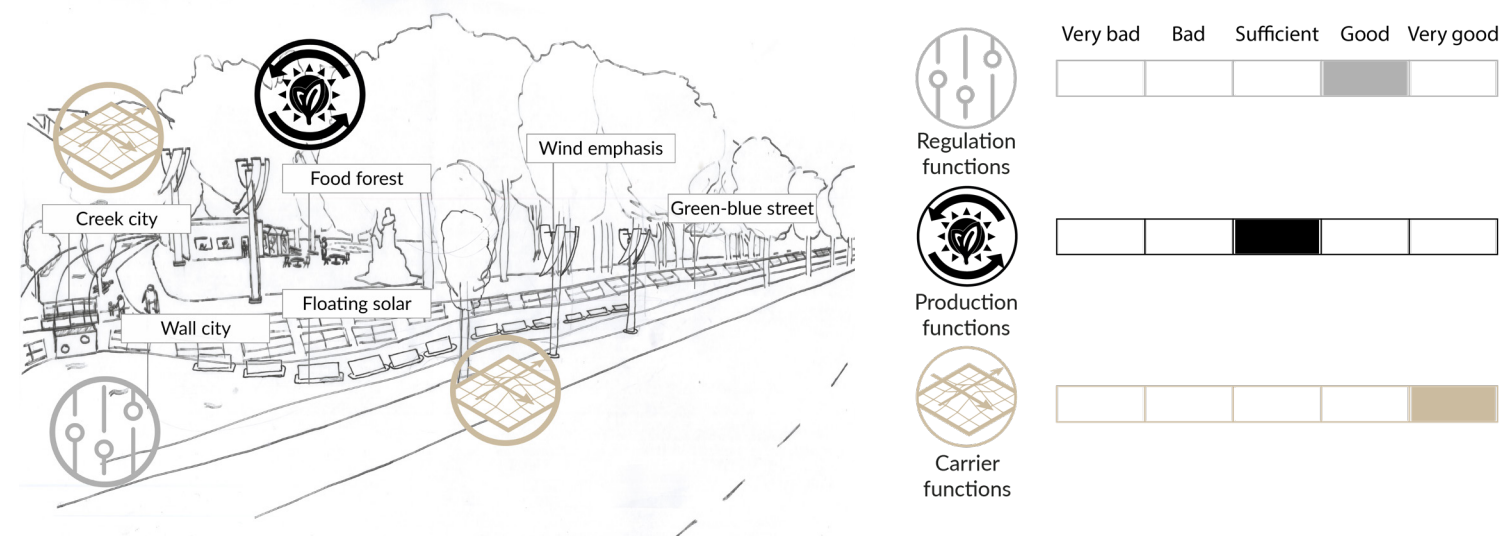 Very bad
Bad
Sufficient
Good
Very good
Wind emphasis
Food forest
Green-blue street
Creek city
Floating solar
Wall city
Regulation
functions
Production
functions
Carrier
functions